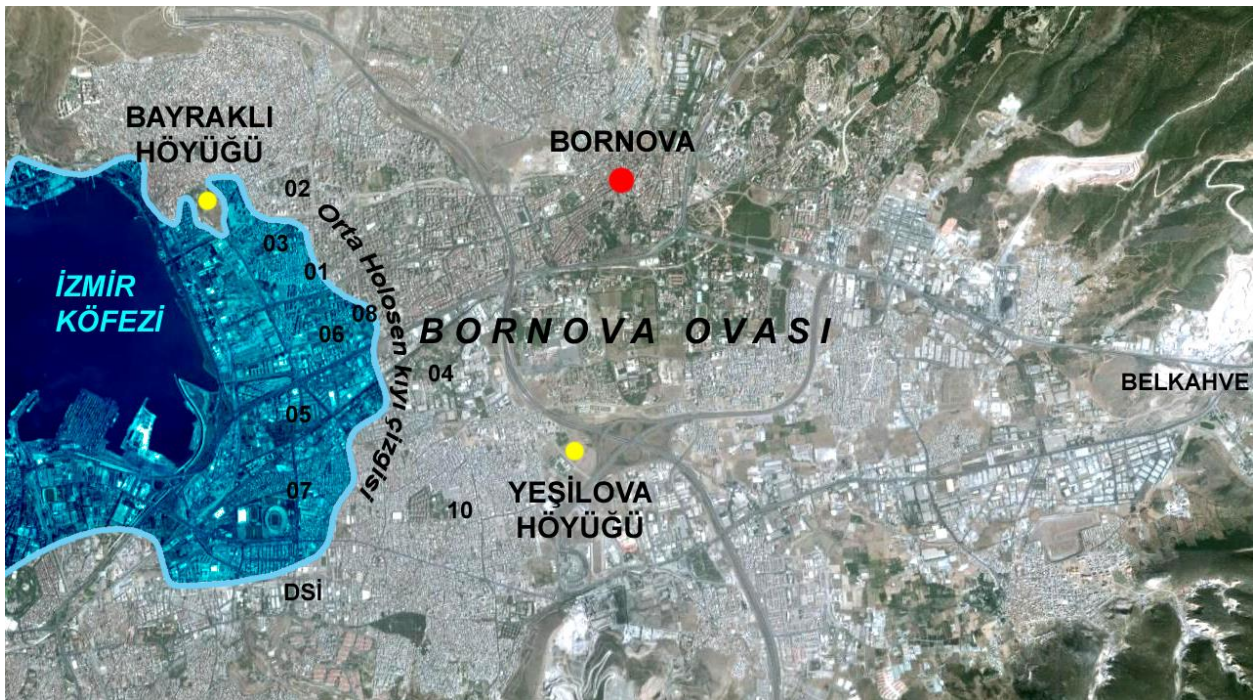 BAYRAKLI
HÖYÜĞÜ
BORNOVA
02
Orta Holosen kıyı çizgisi
03
01
İZMİR
KÖFEZİ
08
06
BORNOVA OVASI
04
BELKAHVE
05
07
YEŞİLOVA
HÖYÜĞÜ
10
DSİ